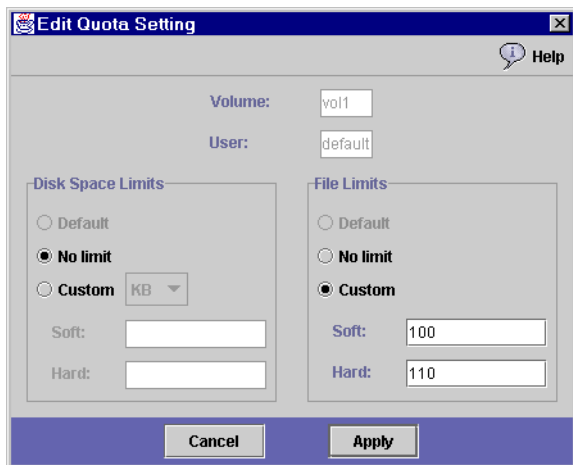 Edit Quota Setting
Help
Volume: vol1
User: default
Disk Space Limits
Default
No limit
Custom KB
Soft:
Hard:
File Limits
Default
No limit
Custom
Soft: 100
Hard: 110
Cancel Apply